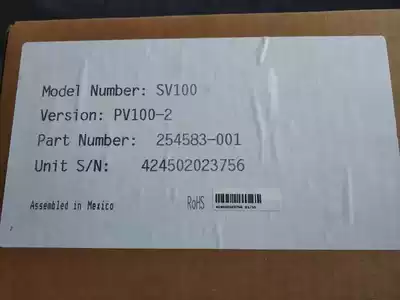 Model Number: SV100
Version: PV100-2
Part Number: 254583-001
Unit S/N: 424502023756
Assembled in Mexico
RoHS